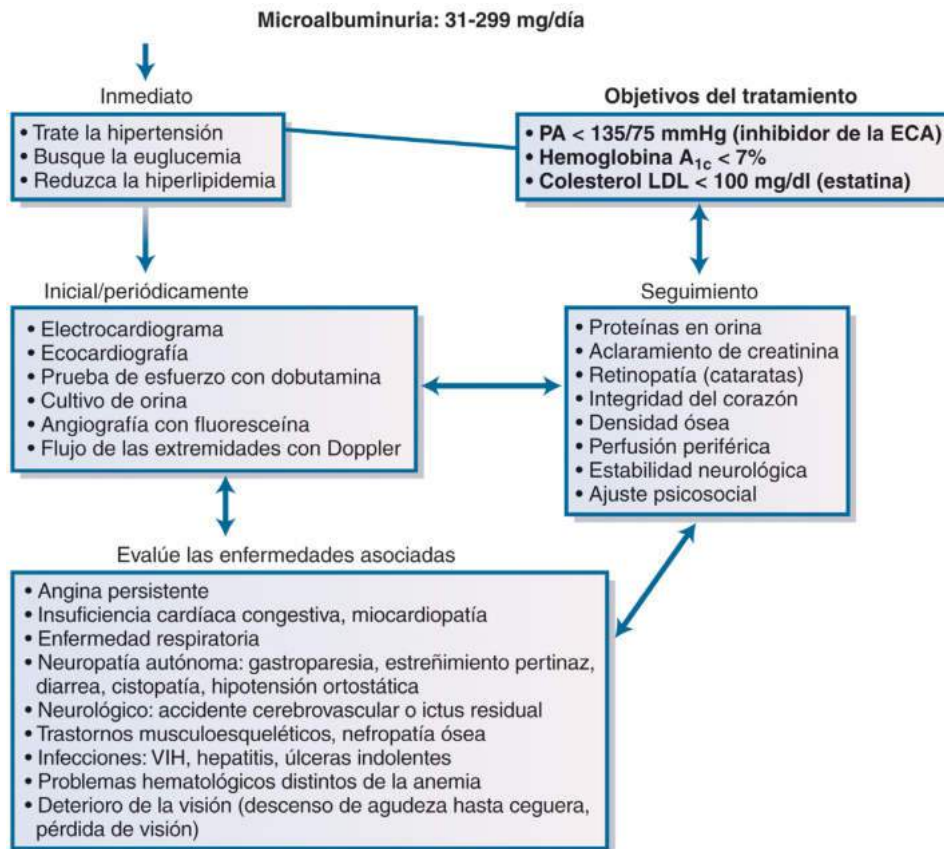 Microalbuminuria: 31-299 mg/día
Inmediato
• Trate la hipertensión
• Busque la euglucemia
• Reduzca la hiperlipidemia
Objetivos del tratamiento
• PA < 135/75 mmHg (inhibidor de la ECA)
• Hemoglobina A1c < 7%
• Colesterol LDL < 100 mg/dl (estatina)
Inicial/periódicamente
• Electrocardiograma
• Ecocardiografía
• Prueba de esfuerzo con dobutamina
• Cultivo de orina
• Angiografía con fluoresceína
• Flujo de las extremidades con Doppler
Seguimiento
• Proteínas en orina
• Aclaramiento de creatinina
• Retinopatía (cataratas)
• Integridad del corazón
• Densidad ósea
• Perfusión periférica
• Estabilidad neurológica
• Ajuste psicosocial
Evalúe las enfermedades asociadas
• Angina persistente
• Insuficiencia cardíaca congestiva, miocardiopatía
• Enfermedad respiratoria
• Neuropatía autónoma: gastroparesia, estreñimiento pertinaz,
diarrea, cistopatía, hipotensión ortostática
• Neurológico: accidente cerebrovascular o ictus residual
• Trastornos musculoesqueléticos, nefropatía ósea
• Infecciones: VIH, hepatitis, úlceras indolentes
• Problemas hematológicos distintos de la anemia
• Deterioro de la visión (descenso de agudeza hasta ceguera,
pérdida de visión)